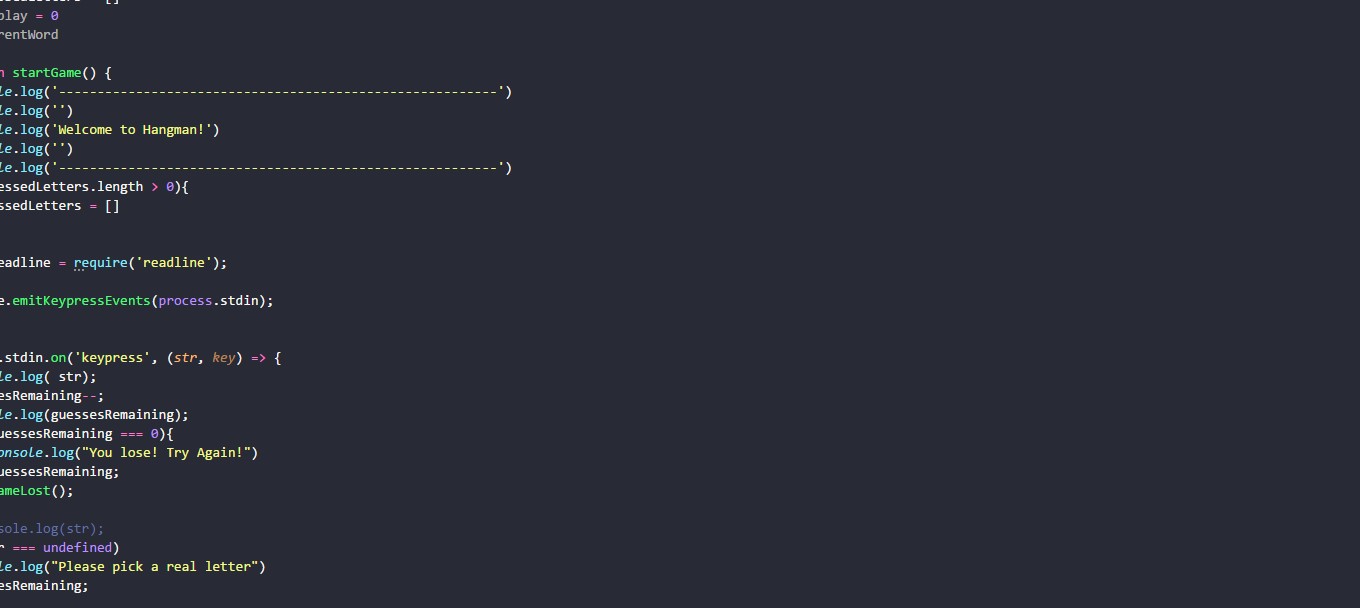 []
play = 0
rentWord
n startGame() {
le.log('---------------------------------------------------------')
le.log('')
le.log('Welcome to Hangman!')
le.log('')
le.log('---------------------------------------------------------')
essedLetters.length > 0){
ssedLetters = []
eadline = require('readline');
e.emitKeypressEvents(process.stdin);
.stdin.on('keypress', (str, key) => {
le.log( str);
esRemaining--;
le.log(guessesRemaining);
uessesRemaining === 0){
onsole.log("You lose! Try Again!")
uessesRemaining;
ameLost();
sole.log(str);
r === undefined)
le.log("Please pick a real letter")
esRemaining;